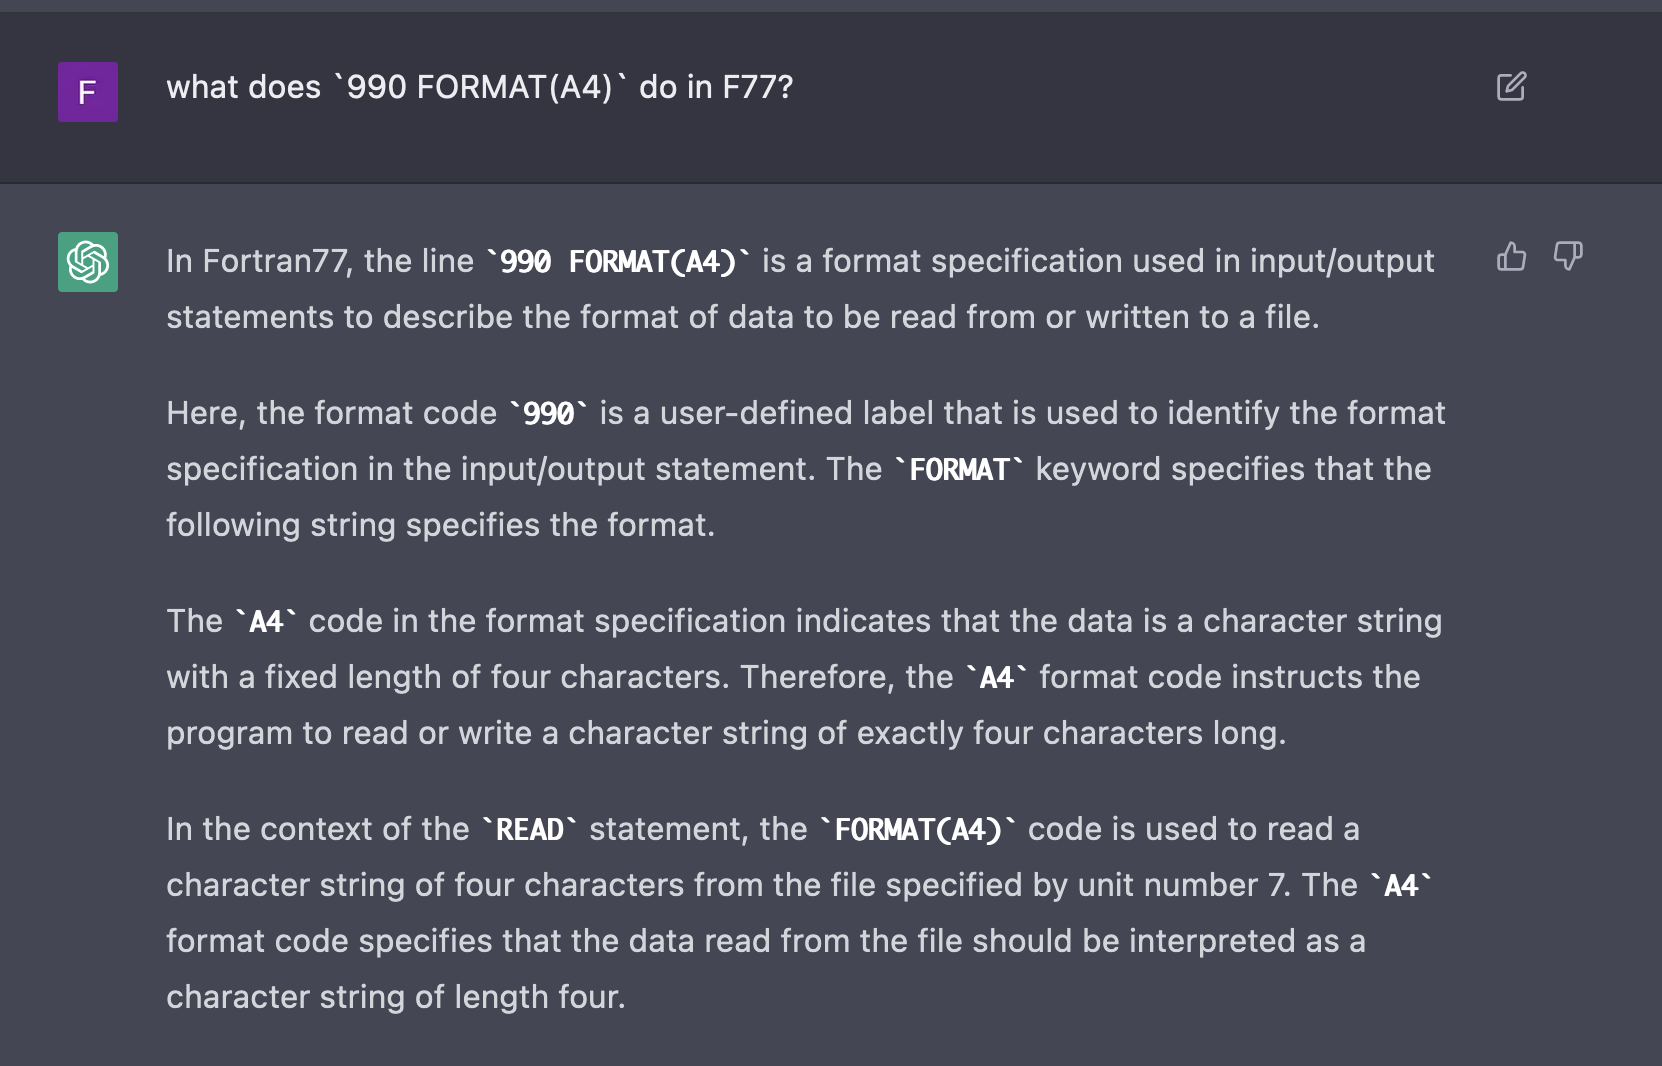 F
what does `990 FORMAT(A4)` do in F77?
In Fortran77, the line `990 FORMAT(A4)` is a format specification used in input/output
statements to describe the format of data to be read from or written to a file.
Here, the format code `990` is a user-defined label that is used to identify the format
specification in the input/output statement. The `FORMAT` keyword specifies that the
following string specifies the format.
The `A4` code in the format specification indicates that the data is a character string
with a fixed length of four characters. Therefore, the `A4` format code instructs the
program to read or write a character string of exactly four characters long.
In the context of the `READ` statement, the `FORMAT(A4)` code is used to read a
character string of four characters from the file specified by unit number 7. The `A4`
format code specifies that the data read from the file should be interpreted as a
character string of length four.